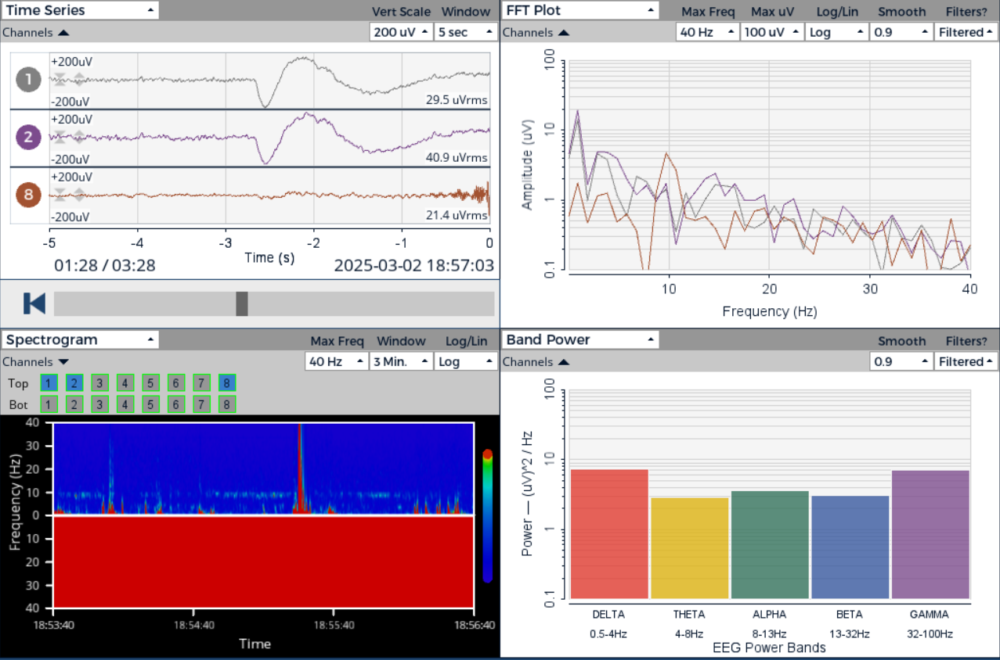 Time Series
Vert Scale Window
Channels 200 uV 5 sec
1 +200uV
-200uV 29.5 uVrms
2 +200uV
-200uV 40.9 uVrms
8 +200uV
-200uV 21.4 uVrms
-5 -4 -3 -2 -1 0
Time (s)
01:28 / 03:28 2025-03-02 18:57:03
FFT Plot
Max Freq Max uV Log/Lin Smooth Filters?
Channels 40 Hz 100 uV Log 0.9 Filtered
Amplitude (uV)
100
10
1
0.1
10 20 30 40
Frequency (Hz)
Spectrogram
Max Freq Window Log/Lin
Channels 40 Hz 3 Min. Log
Top 1 2 3 4 5 6 7 8
Bot 1 2 3 4 5 6 7 8
Frequency (Hz)
40
30
20
10
0
10
20
30
40
18:53:40 18:54:40 18:55:40 18:56:40
Time
Band Power
Smooth Filters?
Channels 0.9 Filtered
Power — (uV)^2 / Hz
100
10
1
0.1
DELTA THETA ALPHA BETA GAMMA
0.5-4Hz 4-8Hz 8-13Hz 13-32Hz 32-100Hz
EEG Power Bands